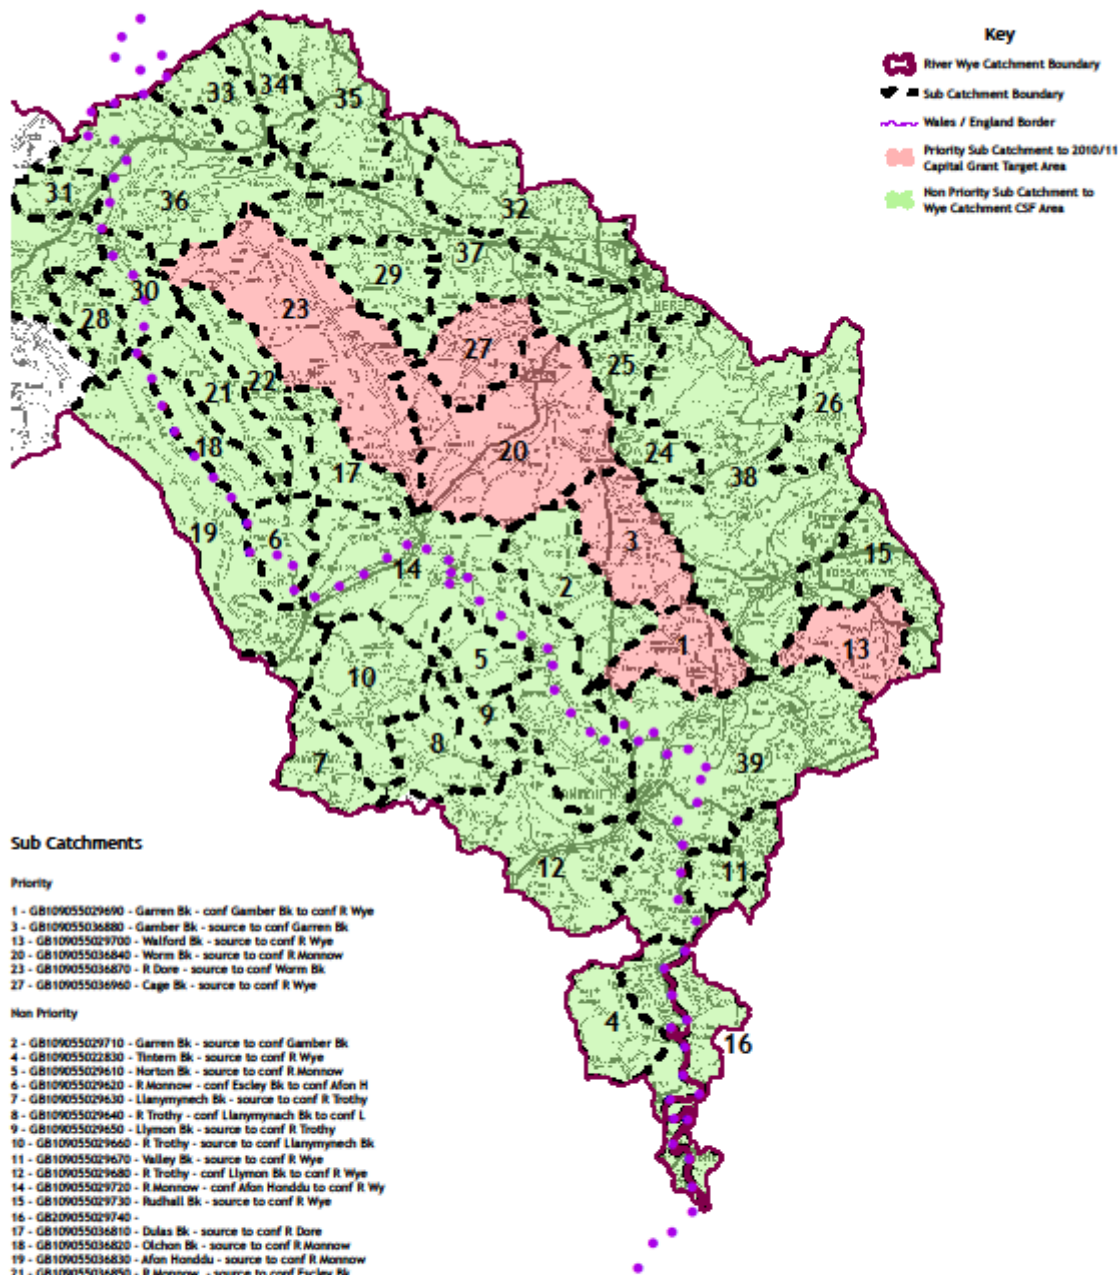 Key
River Wye Catchment Boundary
Sub Catchment Boundary
Wales / England Border
Priority Sub Catchment to 2010/11
Capital Grant Target Area
Non Priority Sub Catchment to
Wye Catchment CSF Area
33
34
35
31
36
32
37
29
30
23
28
27
25
21
22
26
18
20
24
38
17
19
6
3
15
14
2
1
13
5
10
9
8
7
39
12
11
4
16
Sub Catchments
Priority
1 - GB109055029690 - Garren Bk - conf Gamber Bk to conf R Wye
3 - GB109055036880 - Gamber Bk - source to conf Garren Bk
13 - GB109055029700 - Walford Bk - source to conf R Wye
20 - GB109055036840 - Worm Bk - source to conf R Monnow
23 - GB109055036870 - R Dore - source to conf Worm Bk
27 - GB109055036960 - Cage Bk - source to conf R Wye
Non Priority
2 - GB109055029710 - Garren Bk - source to conf Gamber Bk
4 - GB109055022830 - Tintern Bk - source to conf R Wye
5 - GB109055029610 - Norton Bk - source to conf R Monnow
6 - GB109055029620 - R Monnow - conf Escley Bk to conf Afon H
7 - GB109055029630 - Llanymynech Bk - source to conf R Trothy
8 - GB109055029640 - R Trothy - conf Llanymynach Bk to conf L
9 - GB109055029650 - Llymon Bk - source to conf R Trothy
10 - GB109055029660 - R Trothy - source to conf Llanymynech Bk
11 - GB109055029670 - Valley Bk - source to conf R Wye
12 - GB109055029680 - R Trothy - conf Llymon Bk to conf R Wye
14 - GB109055029720 - R Monnow - conf Afon Honddu to conf R Wy
15 - GB109055029730 - Rudhall Bk - source to conf R Wye
16 - GB209055029740 -
17 - GB109055036810 - Dulas Bk - source to conf R Dore
18 - GB109055036820 - Olchon Bk - source to conf R Monnow
19 - GB109055036830 - Afon Honddu - source to conf R Monnow
21 - GB109055036850 - R Monnow - source to conf Escley Bk